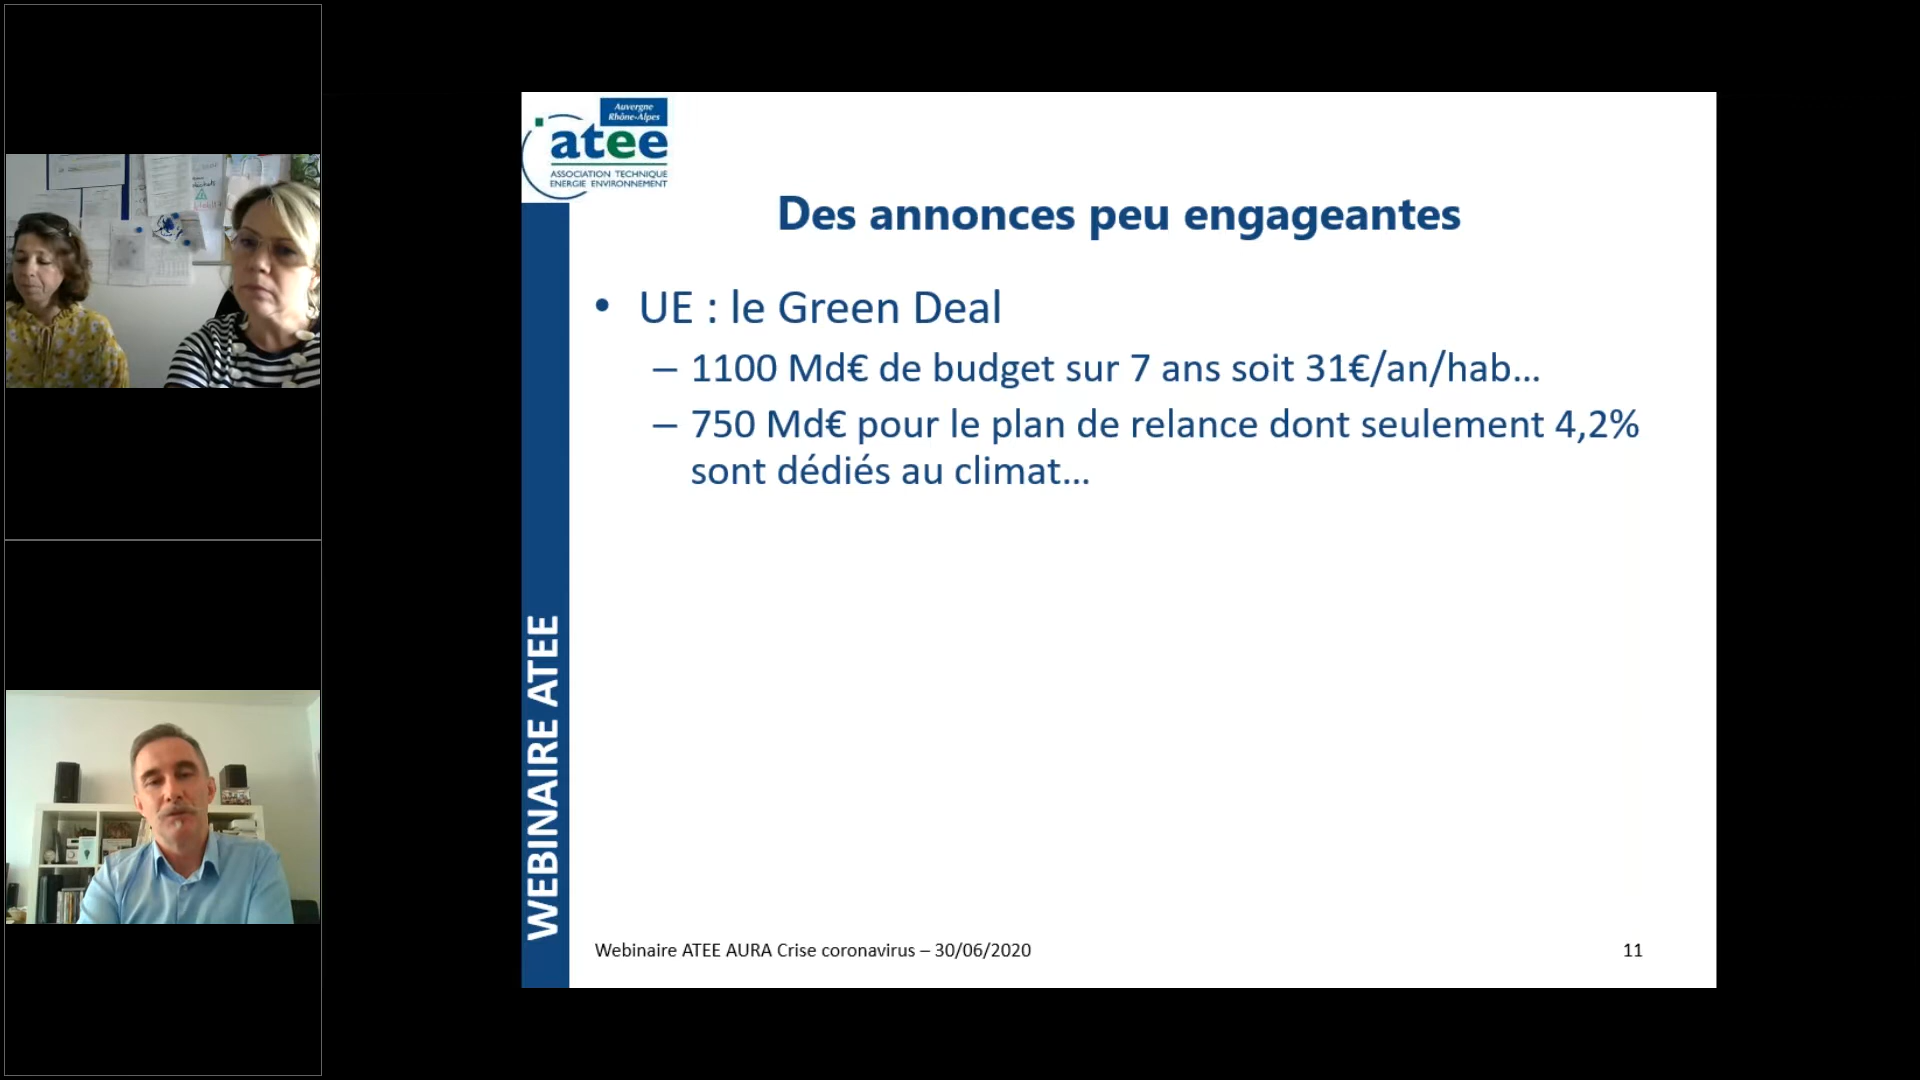 Auvergne
Rhône-Alpes
atee
ASSOCIATION TECHNIQUE
ENERGIE ENVIRONNEMENT
Des annonces peu engageantes
• UE : le Green Deal
– 1100 Md€ de budget sur 7 ans soit 31€/an/hab...
– 750 Md€ pour le plan de relance dont seulement 4,2%
sont dédiés au climat...
WEBINAIRE ATEE
Webinaire ATEE AURA Crise coronavirus – 30/06/2020
11